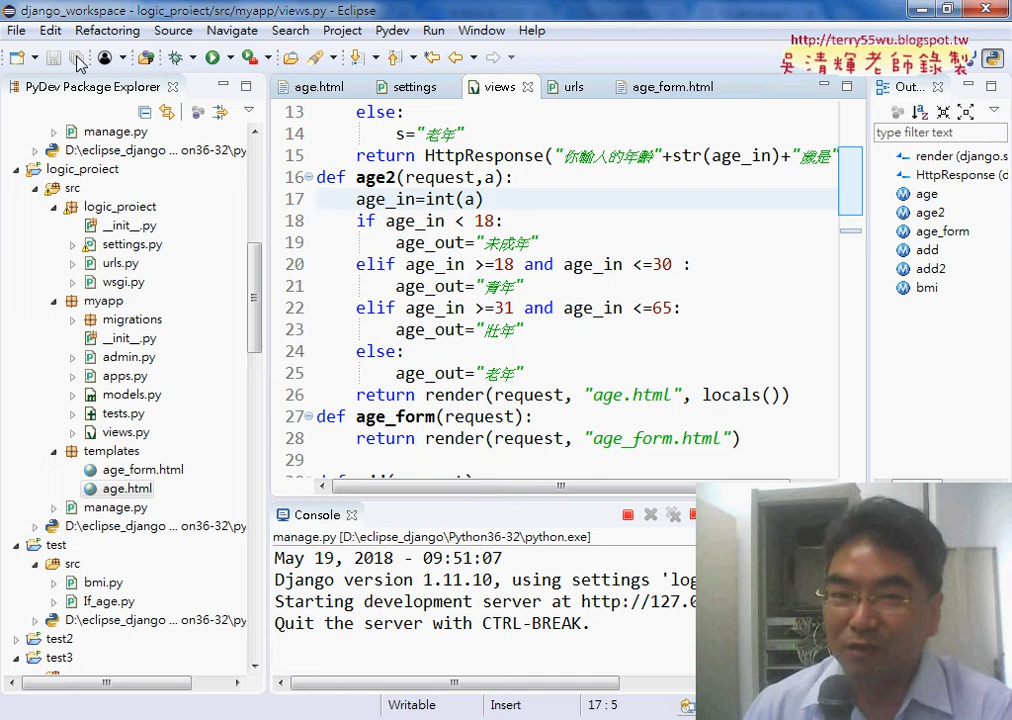 django_workspace - logic_project/src/myapp/views.py - Eclipse
File Edit Refactoring Source Navigate Search Project Pydev Run Window Help
http://terry55wu.blogspot.tw
吳清輝老師錄製
PyDev Package Explorer
manage.py
D:\eclipse_django ... on36-32\py
logic_project
src
logic_project
__init__.py
settings.py
urls.py
wsgi.py
myapp
migrations
__init__.py
admin.py
apps.py
models.py
tests.py
views.py
templates
age_form.html
age.html
manage.py
D:\eclipse_django ... on36-32\py
test
src
bmi.py
If_age.py
D:\eclipse_django ... on36-32\py
test2
test3
age.html settings views urls age_form.html
13 else:
14 s="老年"
15 return HttpResponse("你輸入的年齡"+str(age_in)+"歲是"
16 def age2(request,a):
17 age_in=int(a)
18 if age_in < 18:
19 age_out="未成年"
20 elif age_in >=18 and age_in <=30 :
21 age_out="青年"
22 elif age_in >=31 and age_in <=65:
23 age_out="壯年"
24 else:
25 age_out="老年"
26 return render(request, "age.html", locals())
27 def age_form(request):
28 return render(request, "age_form.html")
29
Out...
type filter text
render (django.s
HttpResponse (d
age
age2
age_form
add
add2
bmi
Console
manage.py [D:\eclipse_django\Python36-32\python.exe]
May 19, 2018 - 09:51:07
Django version 1.11.10, using settings 'log
Starting development server at http://127.0
Quit the server with CTRL-BREAK.
Writable Insert 17 : 5